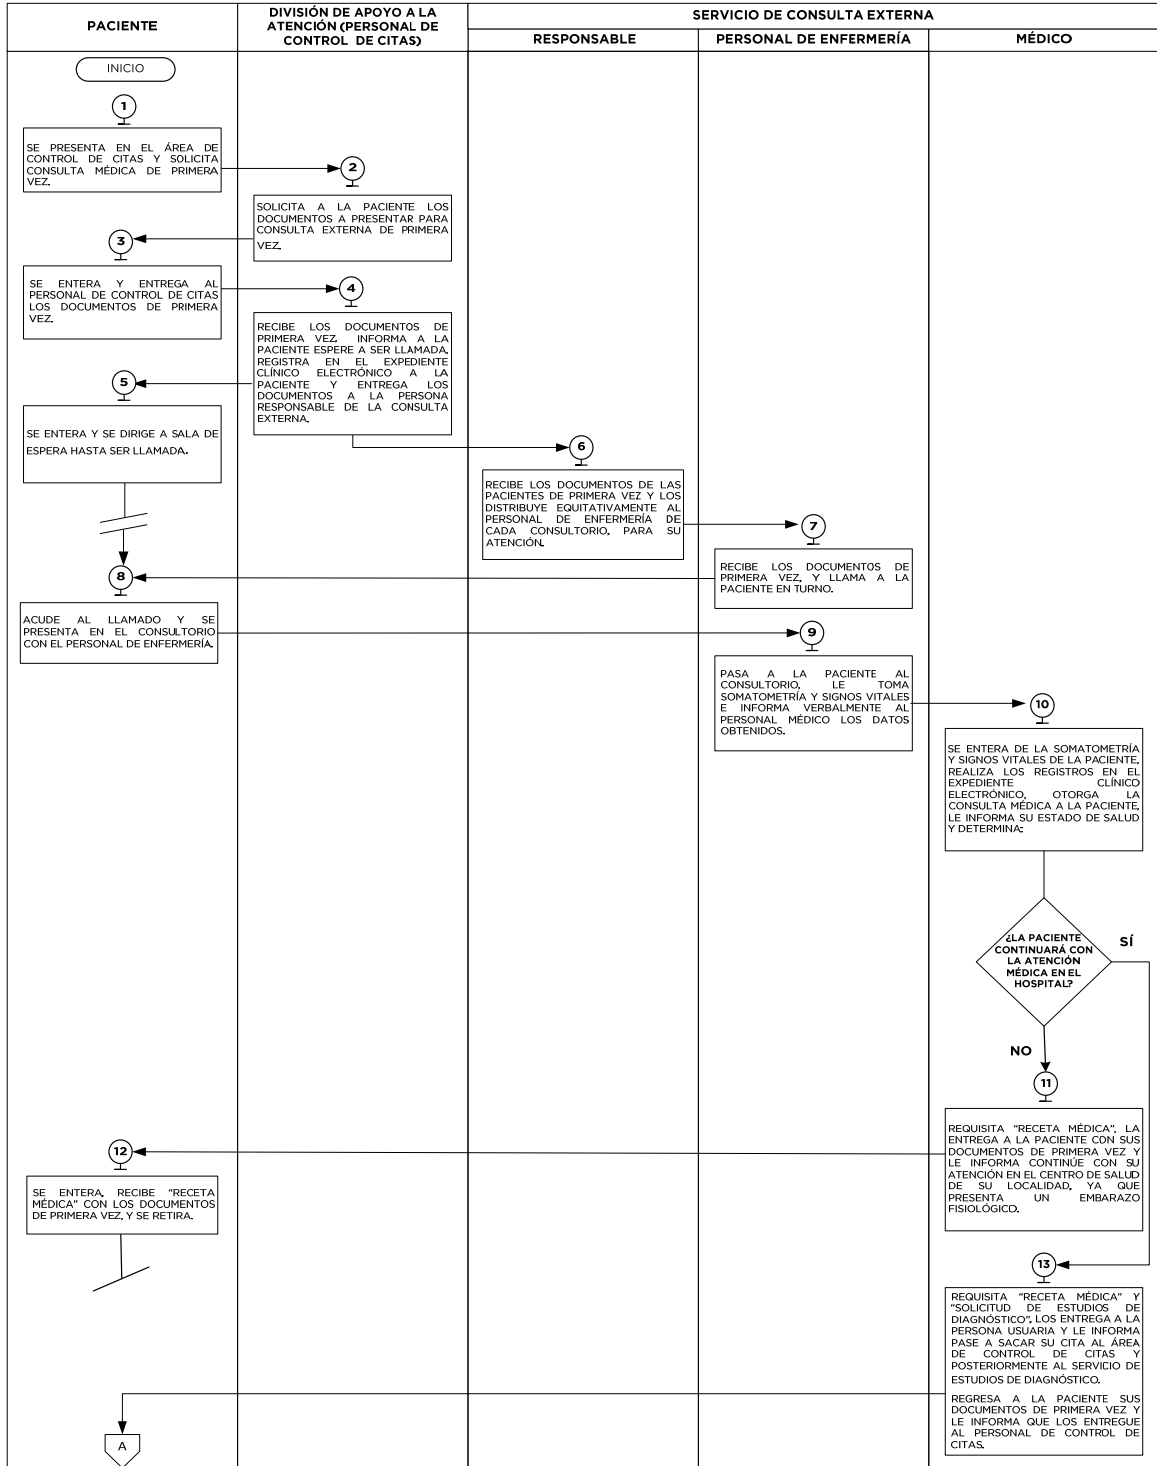 PACIENTE
DIVISIÓN DE APOYO A LA
ATENCIÓN (PERSONAL DE
CONTROL DE CITAS)
SERVICIO DE CONSULTA EXTERNA
RESPONSABLE
PERSONAL DE ENFERMERÍA
MÉDICO
INICIO
1
SE PRESENTA EN EL ÁREA DE
CONTROL DE CITAS Y SOLICITA
CONSULTA MÉDICA DE PRIMERA
VEZ.
2
SOLICITA A LA PACIENTE LOS
DOCUMENTOS A PRESENTAR PARA
CONSULTA EXTERNA DE PRIMERA
VEZ.
3
SE ENTERA Y ENTREGA AL
PERSONAL DE CONTROL DE CITAS
LOS DOCUMENTOS DE PRIMERA
VEZ.
4
RECIBE LOS DOCUMENTOS DE
PRIMERA VEZ, INFORMA A LA
PACIENTE ESPERE A SER LLAMADA,
REGISTRA EN EL EXPEDIENTE
CLÍNICO ELECTRÓNICO A LA
PACIENTE Y ENTREGA LOS
DOCUMENTOS A LA PERSONA
RESPONSABLE DE LA CONSULTA
EXTERNA.
5
SE ENTERA Y SE DIRIGE A SALA DE
ESPERA HASTA SER LLAMADA.
6
RECIBE LOS DOCUMENTOS DE LAS
PACIENTES DE PRIMERA VEZ Y LOS
DISTRIBUYE EQUITATIVAMENTE AL
PERSONAL DE ENFERMERÍA DE
CADA CONSULTORIO, PARA SU
ATENCIÓN.
7
RECIBE LOS DOCUMENTOS DE
PRIMERA VEZ, Y LLAMA A LA
PACIENTE EN TURNO.
8
ACUDE AL LLAMADO Y SE
PRESENTA EN EL CONSULTORIO
CON EL PERSONAL DE ENFERMERÍA.
9
PASA A LA PACIENTE AL
CONSULTORIO, LE TOMA
SOMATOMETRÍA Y SIGNOS VITALES
E INFORMA VERBALMENTE AL
PERSONAL MÉDICO LOS DATOS
OBTENIDOS.
10
SE ENTERA DE LA SOMATOMETRÍA
Y SIGNOS VITALES DE LA PACIENTE,
REALIZA LOS REGISTROS EN EL
EXPEDIENTE CLÍNICO
ELECTRÓNICO, OTORGA LA
CONSULTA MÉDICA A LA PACIENTE,
LE INFORMA SU ESTADO DE SALUD
Y DETERMINA:
¿LA PACIENTE
CONTINUARÁ CON
LA ATENCIÓN
MÉDICA EN EL
HOSPITAL?
SÍ
NO
11
REQUISITA "RECETA MÉDICA", LA
ENTREGA A LA PACIENTE CON SUS
DOCUMENTOS DE PRIMERA VEZ Y
LE INFORMA CONTINÚE CON SU
ATENCIÓN EN EL CENTRO DE SALUD
DE SU LOCALIDAD, YA QUE
PRESENTA UN EMBARAZO
FISIOLÓGICO.
12
SE ENTERA, RECIBE "RECETA
MÉDICA" CON LOS DOCUMENTOS
DE PRIMERA VEZ, Y SE RETIRA.
13
REQUISITA "RECETA MÉDICA" Y
"SOLICITUD DE ESTUDIOS DE
DIAGNÓSTICO", LOS ENTREGA A LA
PERSONA USUARIA Y LE INFORMA
PASE A SACAR SU CITA AL ÁREA
DE CONTROL DE CITAS Y
POSTERIORMENTE AL SERVICIO DE
ESTUDIOS DE DIAGNÓSTICO.
REGRESA A LA PACIENTE SUS
DOCUMENTOS DE PRIMERA VEZ Y
LE INFORMA QUE LOS ENTREGUE
AL PERSONAL DE CONTROL DE
CITAS.
A